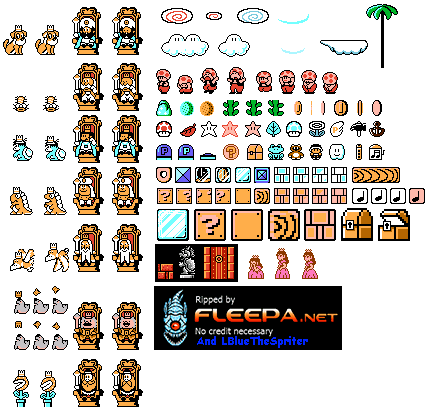 P
P
?
?
?
?
Ripped by
FLEEPA.NET
No credit necessary
And LBlueTheSpriter